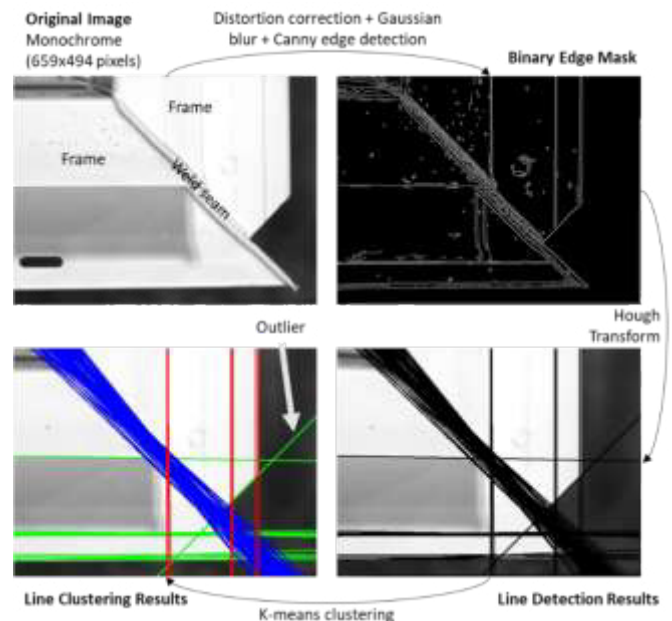 Original Image
Monochrome
(659x494 pixels)
Distortion correction + Gaussian
blur + Canny edge detection
Binary Edge Mask
Frame
Frame
Weld seam
Outlier
Hough
Transform
Line Clustering Results
Line Detection Results
K-means clustering